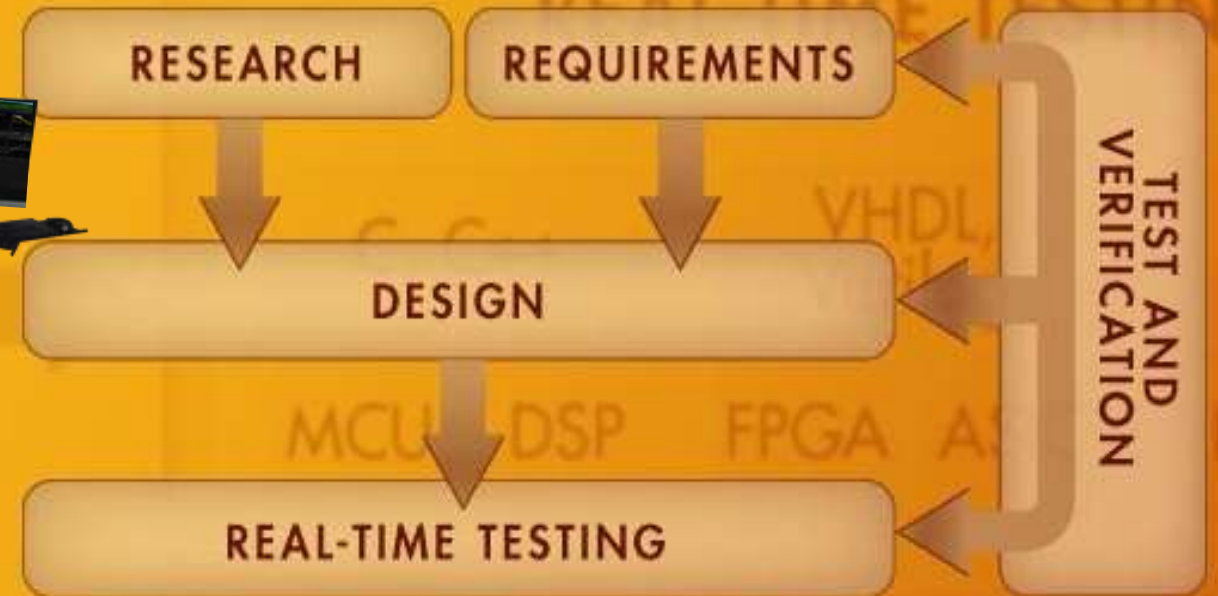 RESEARCH
REQUIREMENTS
TEST AND
VERIFICATION
VHDL,
DESIGN
MCU DSP FPGA
REAL-TIME TESTING